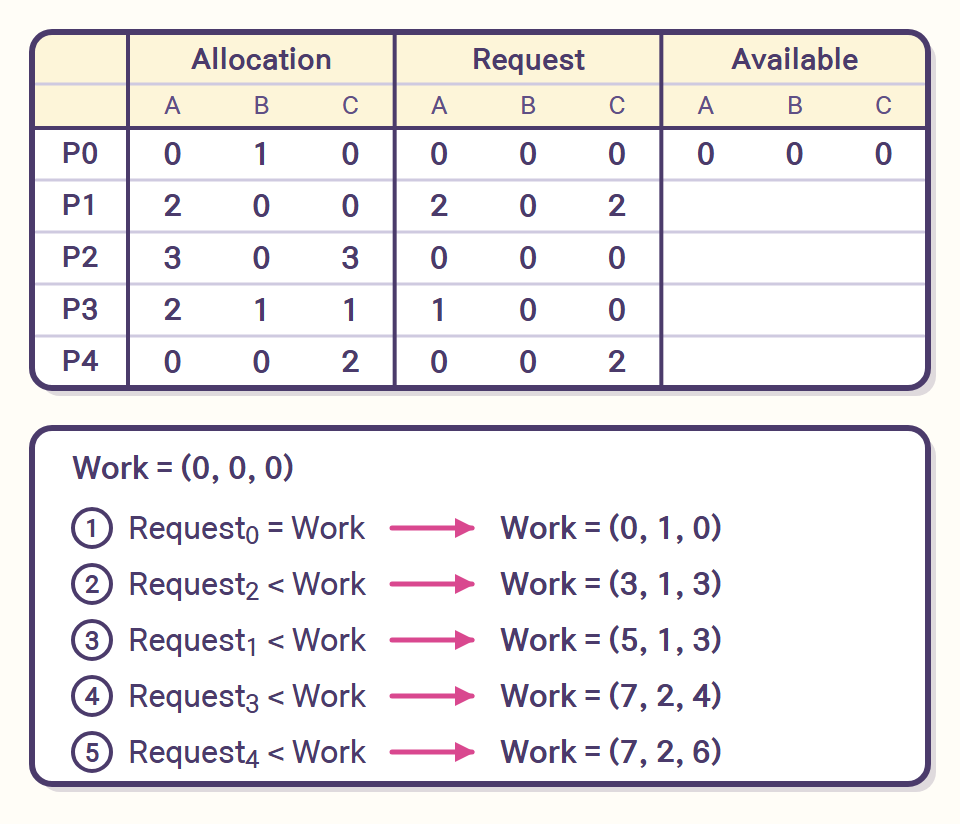 Allocation Request Available
A B C A B C A B C
P0 0 1 0 0 0 0 0 0 0
P1 2 0 0 2 0 2
P2 3 0 3 0 0 0
P3 2 1 1 1 0 0
P4 0 0 2 0 0 2
Work = (0, 0, 0)
1 Request0 = Work Work = (0, 1, 0)
2 Request2 < Work Work = (3, 1, 3)
3 Request1 < Work Work = (5, 1, 3)
4 Request3 < Work Work = (7, 2, 4)
5 Request4 < Work Work = (7, 2, 6)